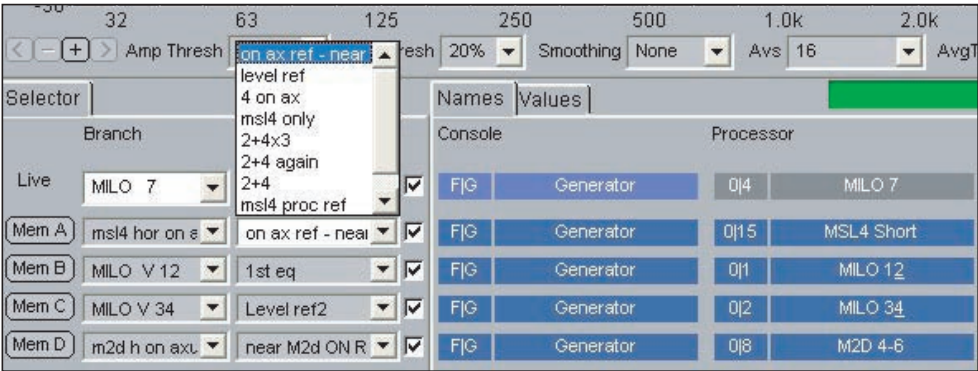 -30
32 63 125 250 500 1.0k 2.0k
< - + > Amp Thresh resh 20% Smoothing None Avs 16 AvgT
on ax ref - near
level ref
4 on ax
msl4 only
2+4x3
2+4 again
2+4
msl4 proc ref
Selector Names Values
Branch Console Processor
Live MILO 7 F|G Generator 0|4 MILO 7
Mem A msl4 hor on a on ax ref - near F|G Generator 0|15 MSL4 Short
Mem B MILO V 12 1st eq F|G Generator 0|1 MILO 12
Mem C MILO V 34 Level ref2 F|G Generator 0|2 MILO 34
Mem D m2d h on axu near M2d ON R F|G Generator 0|8 M2D 4-6